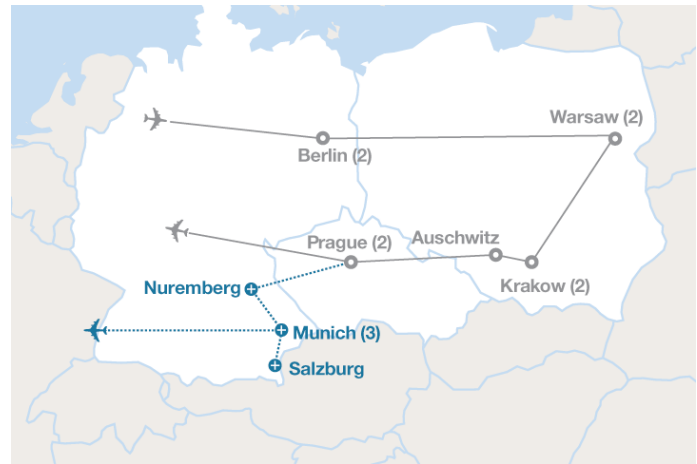 Warsaw (2)
Berlin (2)
Prague (2)
Auschwitz
Krakow (2)
Nuremberg
Munich (3)
Salzburg